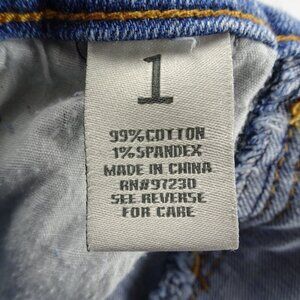 1
99% COTTON
1% SPANDEX
MADE IN CHINA
RN#97230
SEE REVERSE
FOR CARE